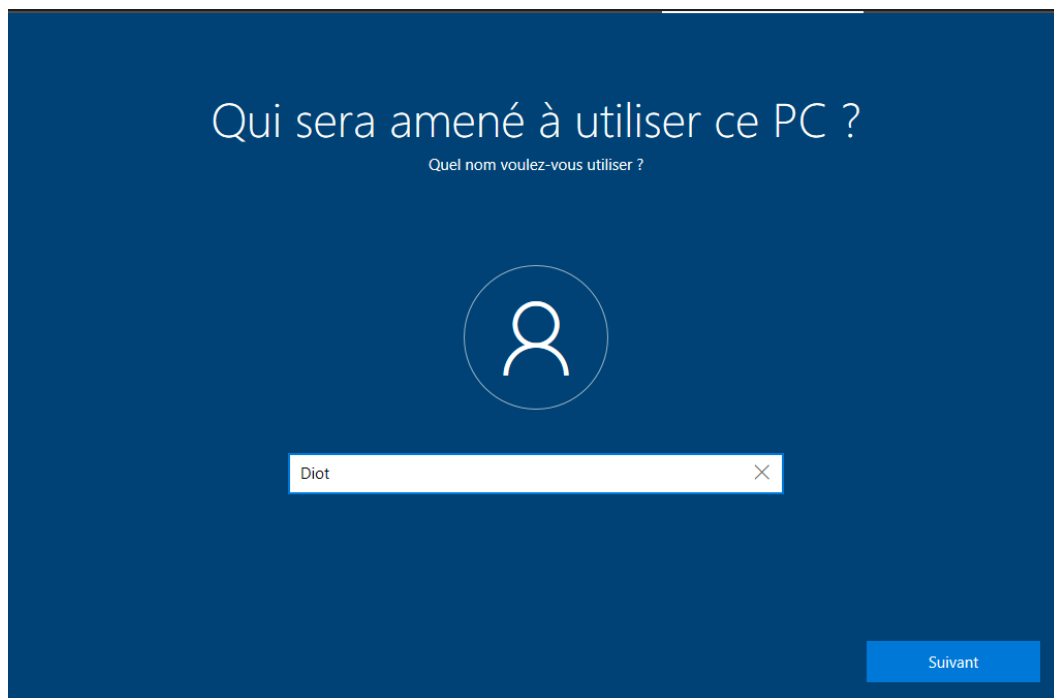 Qui sera amené à utiliser ce PC ?
Quel nom voulez-vous utiliser ?
Diot
Suivant